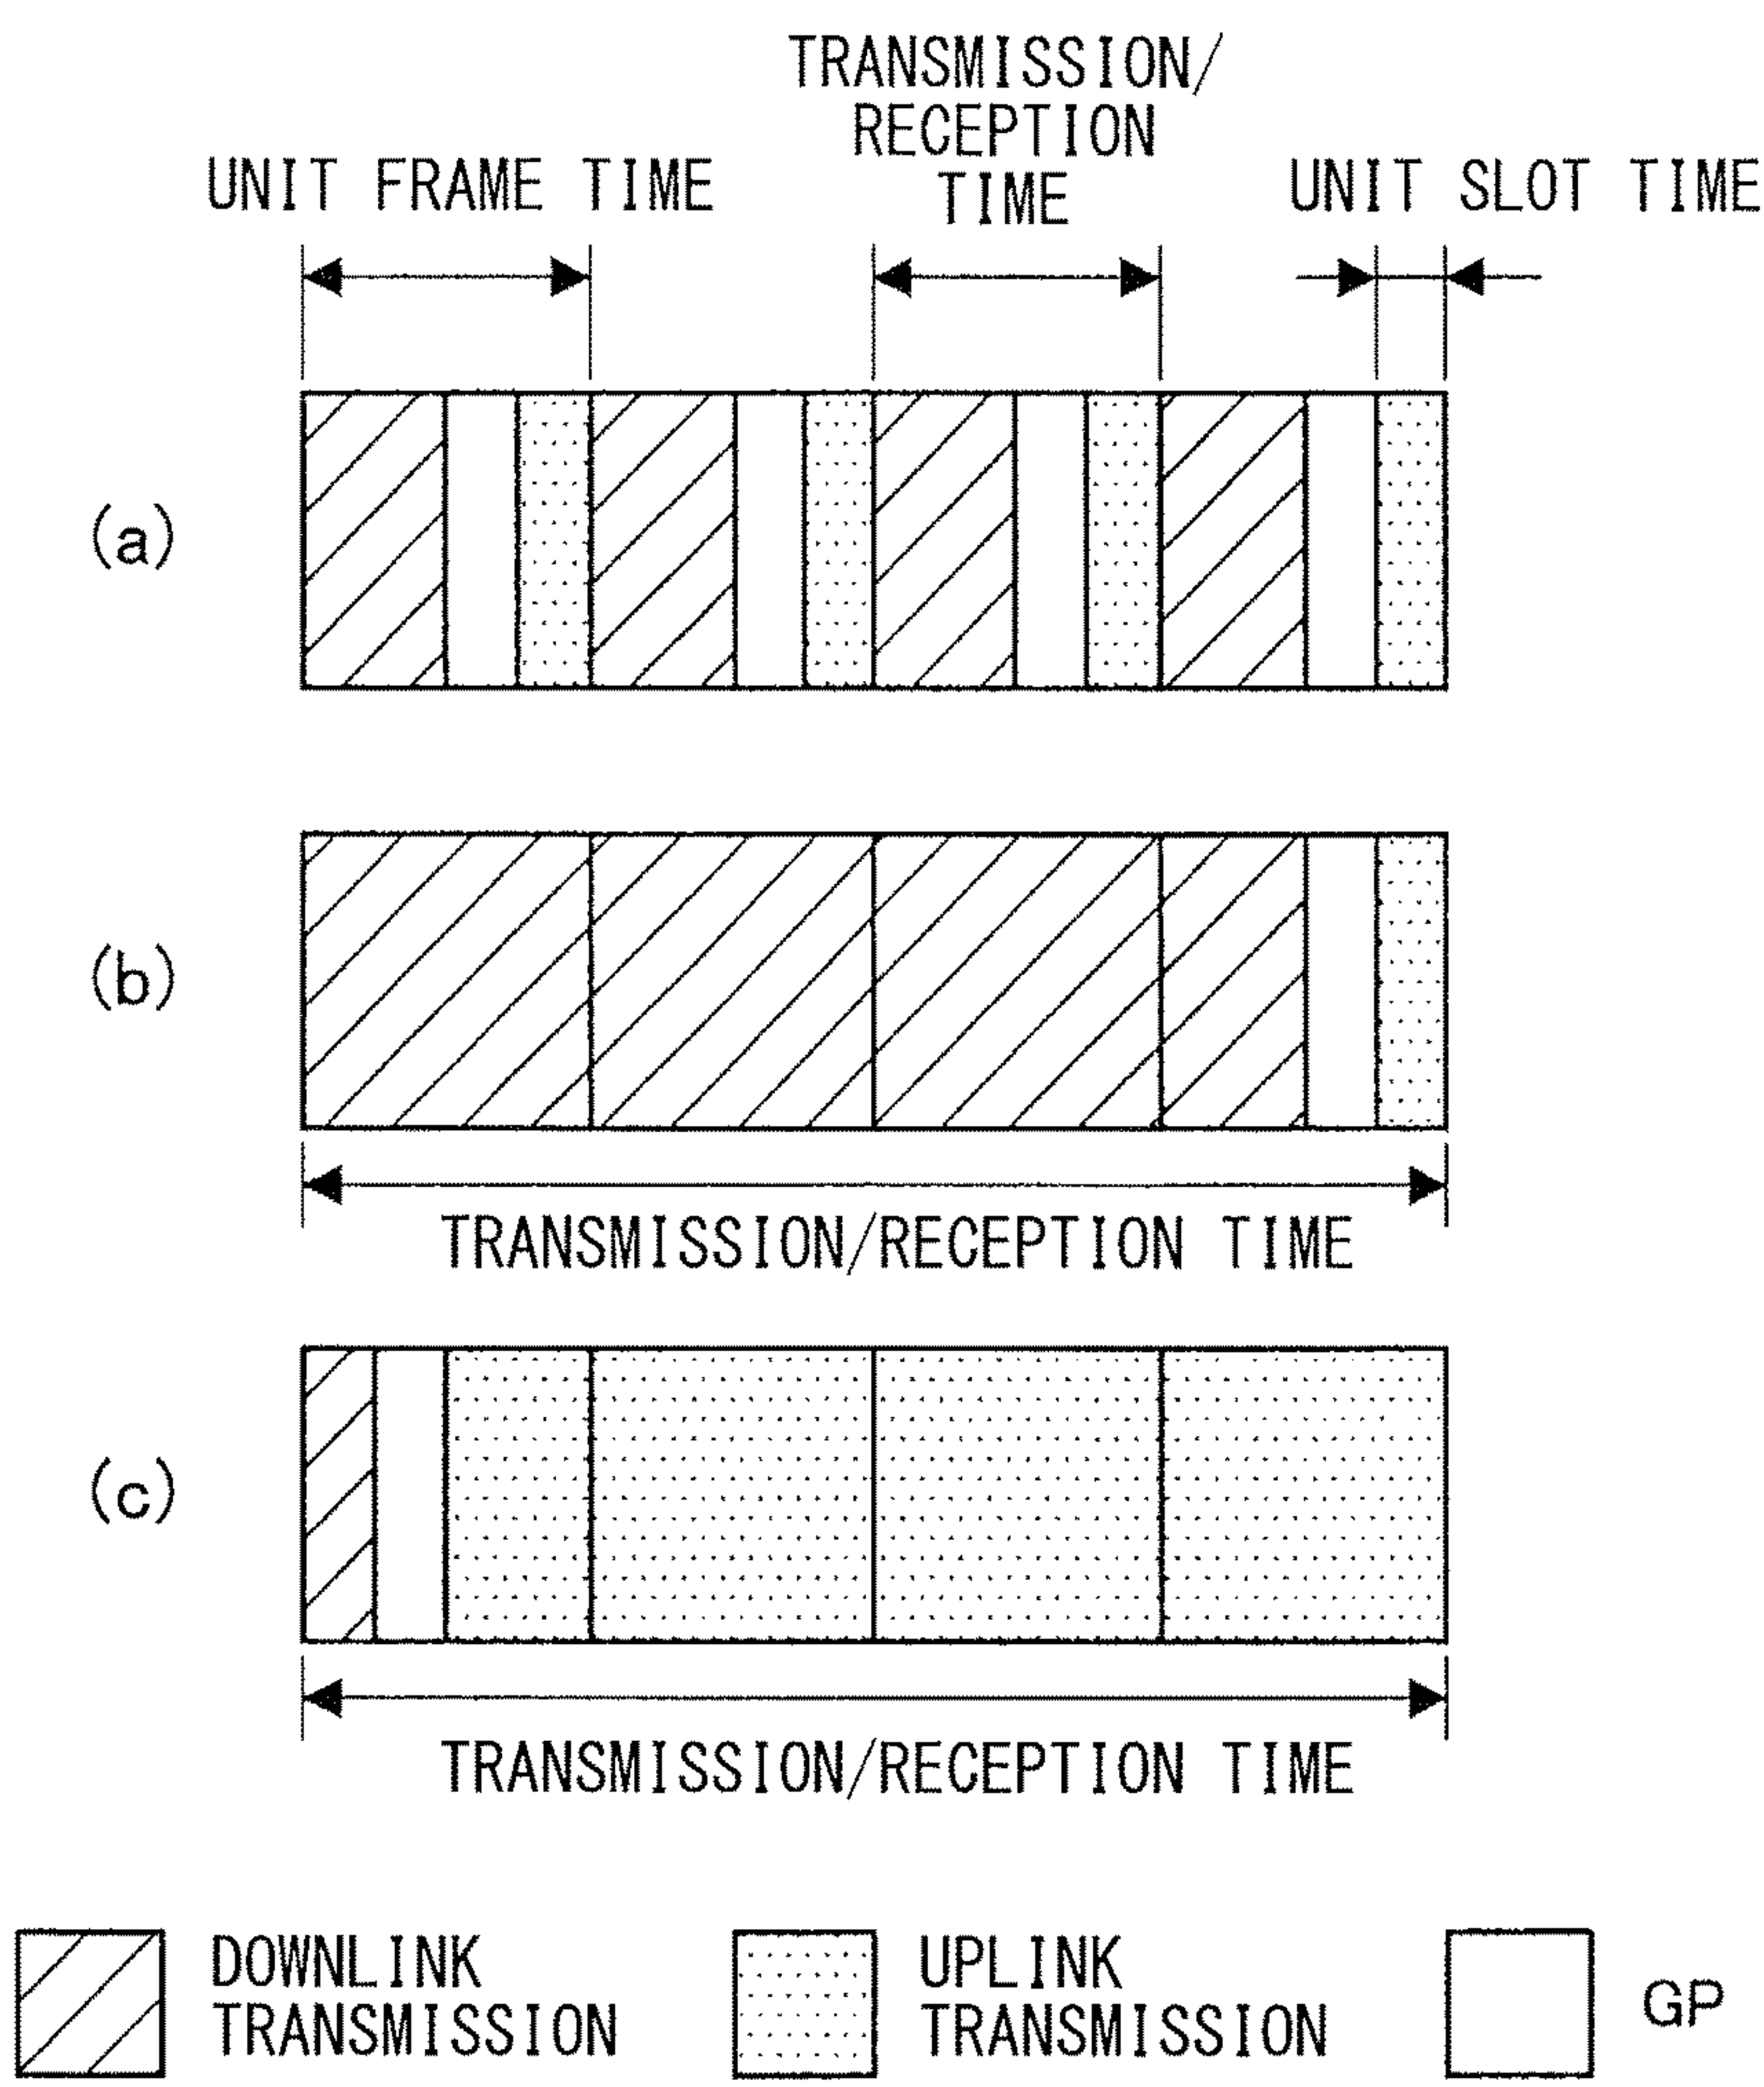 TRANSMISSION/
RECEPTION
TIME
UNIT FRAME TIME
UNIT SLOT TIME
(a)
(b)
TRANSMISSION/RECEPTION TIME
(c)
TRANSMISSION/RECEPTION TIME
DOWNLINK
TRANSMISSION
UPLINK
TRANSMISSION
GP